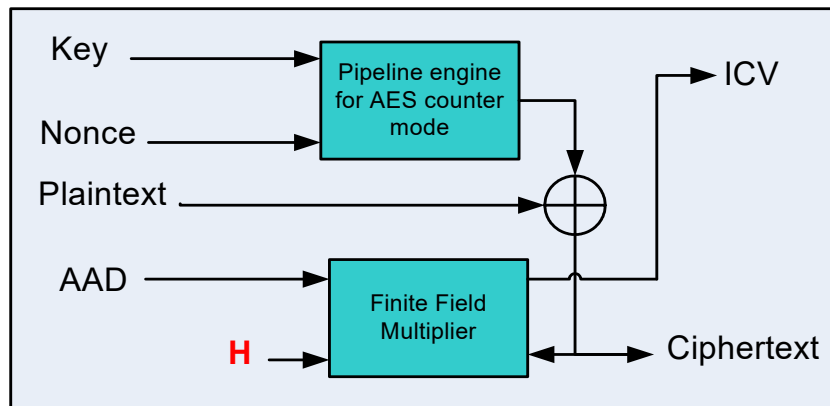 Key
Pipeline engine
for AES counter
mode
ICV
Nonce
Plaintext
AAD
Finite Field
Multiplier
H
Ciphertext